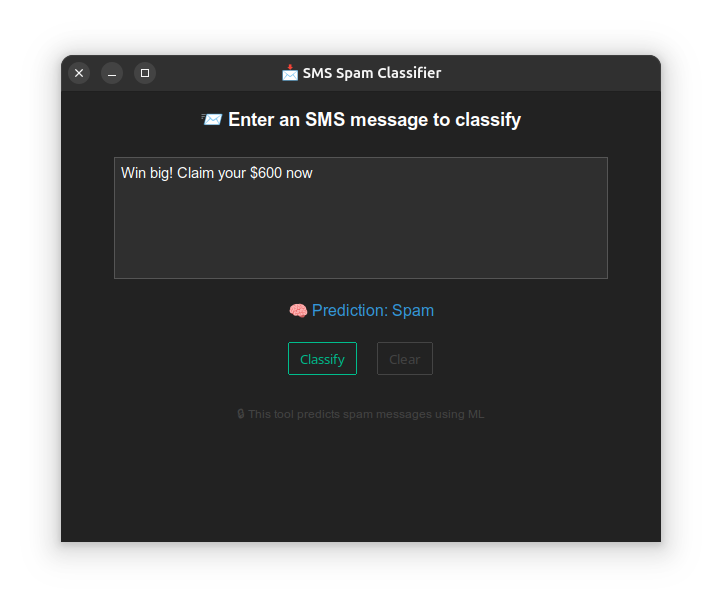 📩 SMS Spam Classifier
📨 Enter an SMS message to classify
Win big! Claim your $600 now
🧠 Prediction: Spam
Classify Clear
🔒 This tool predicts spam messages using ML